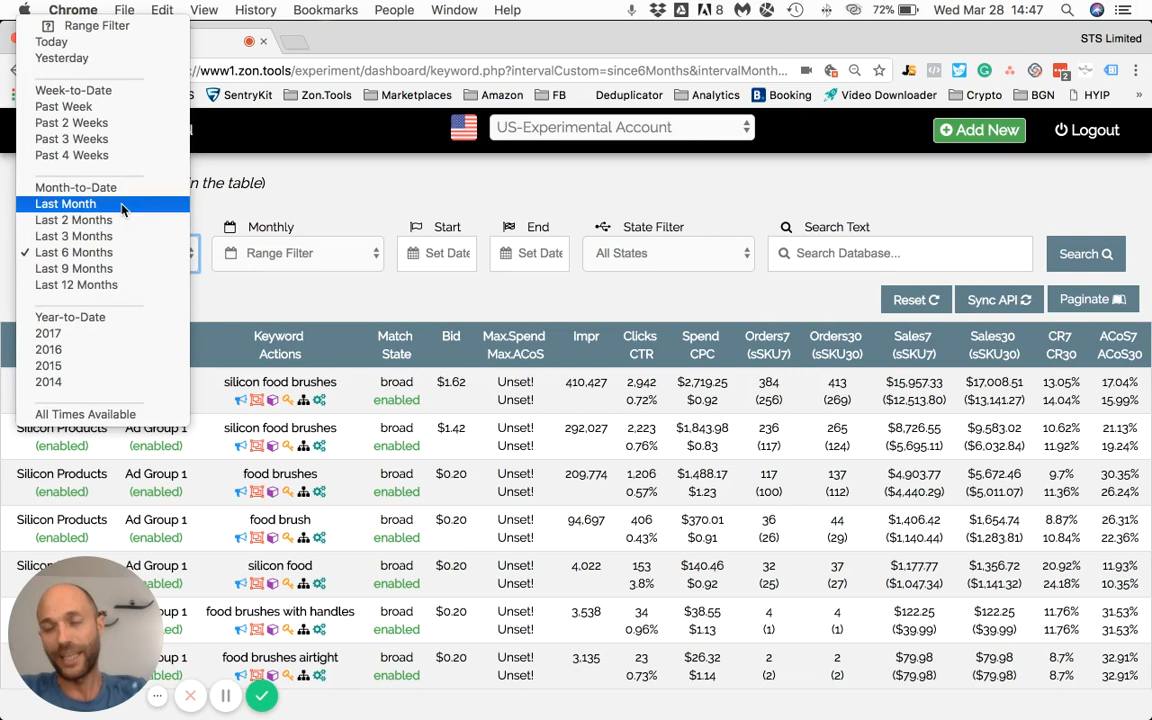 Chrome File Edit View History Bookmarks People Window Help 8 72% Wed Mar 28 14:47
Range Filter
Today
Yesterday
Week-to-Date
Past Week
Past 2 Weeks
Past 3 Weeks
Past 4 Weeks
Month-to-Date
Last Month
Last 2 Months
Last 3 Months
Last 6 Months
Last 9 Months
Last 12 Months
Year-to-Date
2017
2016
2015
2014
All Times Available
STS Limited
://www1.zon.tools/experiment/dashboard/keyword.php?intervalCustom=since6Months&intervalMonth...
SentryKit Zon.Tools Marketplaces Amazon FB Deduplicator Analytics Booking Video Downloader Crypto BGN HYIP »
US-Experimental Account Add New Logout
in the table)
Monthly Start End State Filter Search Text
Range Filter Set Date Set Date All States Search Database... Search
Reset Sync API Paginate
Keyword Match Bid Max.Spend Impr Clicks Spend Orders7 Orders30 Sales7 Sales30 CR7 ACoS7
Actions State Max.ACoS CTR CPC (sSKU7) (sSKU30) (sSKU7) (sSKU30) CR30 ACoS30
silicon food brushes broad $1.62 Unset! 410,427 2,942 $2,719.25 384 413 $15,957.33 $17,008.51 13.05% 17.04%
enabled Unset! 0.72% $0.92 (256) (269) ($12,513.80) ($13,141.27) 14.04% 15.99%
Silicon Products Ad Group 1 silicon food brushes broad $1.42 Unset! 292,027 2,223 $1,843.98 236 265 $8,726.55 $9,583.02 10.62% 21.13%
(enabled) (enabled) enabled Unset! 0.76% $0.83 (117) (124) ($5,695.11) ($6,032.84) 11.92% 19.24%
Silicon Products Ad Group 1 food brushes broad $0.20 Unset! 209,774 1,206 $1,488.17 117 137 $4,903.77 $5,672.46 9.7% 30.35%
(enabled) (enabled) enabled Unset! 0.57% $1.23 (100) (112) ($4,440.29) ($5,011.07) 11.36% 26.24%
Silicon Products Ad Group 1 food brush broad $0.20 Unset! 94,697 406 $370.01 36 44 $1,406.42 $1,654.74 8.87% 26.31%
(enabled) (enabled) enabled Unset! 0.43% $0.91 (26) (29) ($1,140.44) ($1,283.81) 10.84% 22.36%
Silicon Products Ad Group 1 silicon food broad $0.20 Unset! 4,022 153 $140.46 32 37 $1,177.77 $1,356.72 20.92% 11.93%
nabled) enabled Unset! 3.8% $0.92 (25) (27) ($1,047.34) ($1,141.32) 24.18% 10.35%
up 1 food brushes with handles broad $0.20 Unset! 3,538 34 $38.55 4 4 $122.25 $122.25 11.76% 31.53%
ed) enabled Unset! 0.96% $1.13 (1) (1) ($39.99) ($39.99) 11.76% 31.53%
up 1 food brushes airtight broad $0.20 Unset! 3,135 23 $26.32 2 2 $79.98 $79.98 8.7% 32.91%
abled) enabled Unset! 0.73% $1.14 (2) (2) ($79.98) ($79.98) 8.7% 32.91%